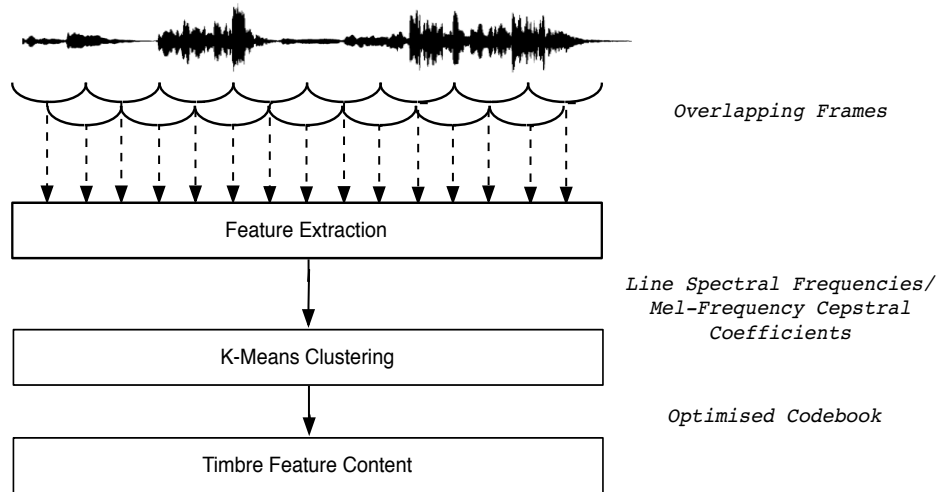 Overlapping Frames
Feature Extraction
Line Spectral Frequencies/
Mel-Frequency Cepstral
Coefficients
K-Means Clustering
Optimised Codebook
Timbre Feature Content